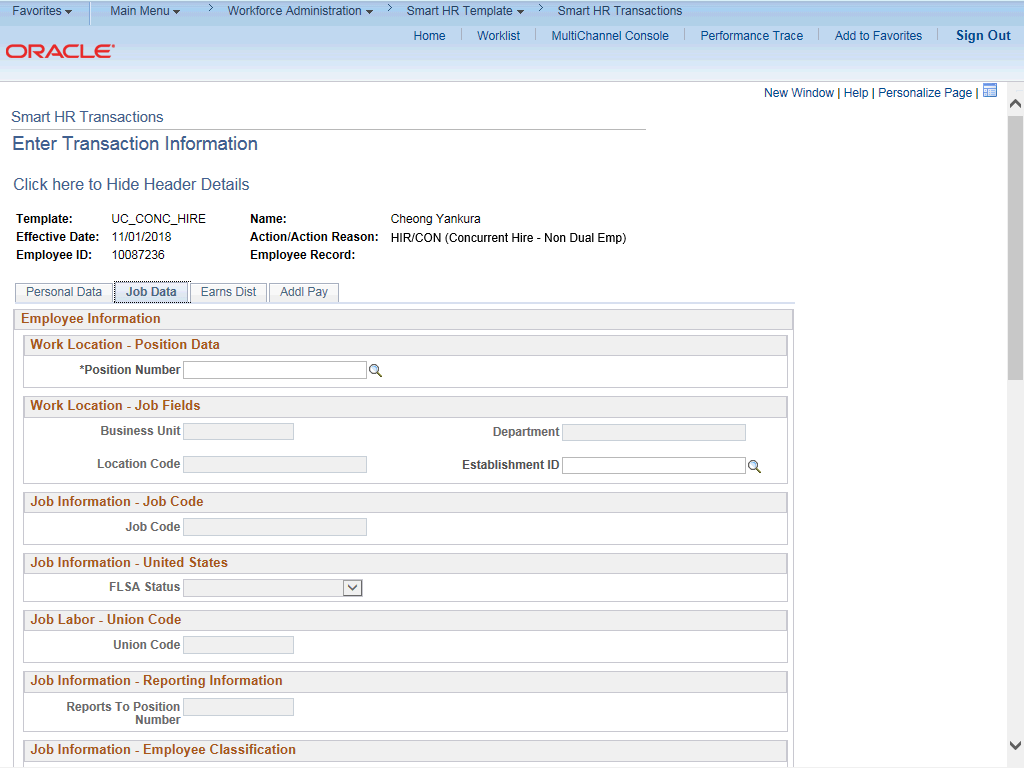 Favorites Main Menu > Workforce Administration > Smart HR Template > Smart HR Transactions
Home Worklist MultiChannel Console Performance Trace Add to Favorites Sign Out
ORACLE
New Window | Help | Personalize Page |
Smart HR Transactions
Enter Transaction Information
Click here to Hide Header Details
Template: UC_CONC_HIRE Name: Cheong Yankura
Effective Date: 11/01/2018 Action/Action Reason: HIR/CON (Concurrent Hire - Non Dual Emp)
Employee ID: 10087236 Employee Record:
Personal Data Job Data Earns Dist Addl Pay
Employee Information
Work Location - Position Data
*Position Number
Work Location - Job Fields
Business Unit Department
Location Code Establishment ID
Job Information - Job Code
Job Code
Job Information - United States
FLSA Status
Job Labor - Union Code
Union Code
Job Information - Reporting Information
Reports To Position
Number
Job Information - Employee Classification